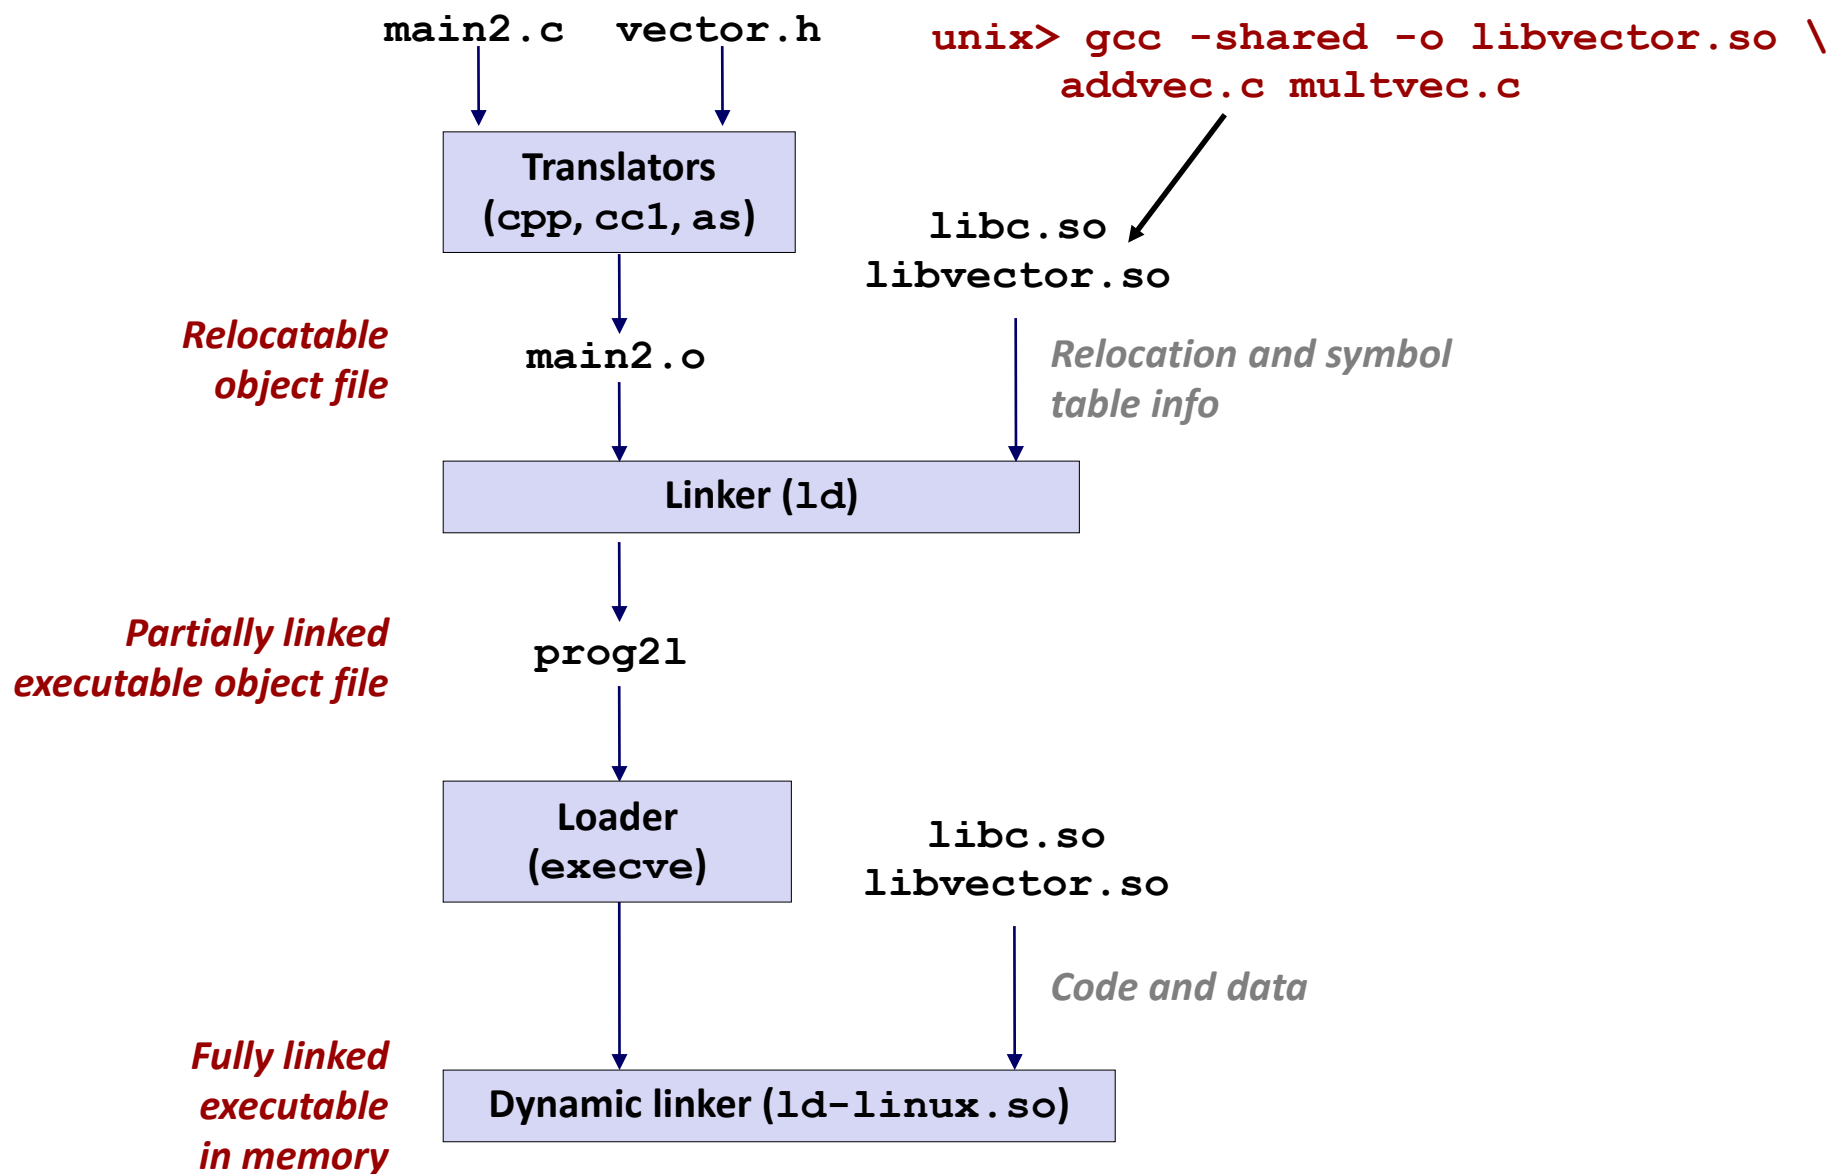 main2.c vector.h
unix> gcc -shared -o libvector.so \
addvec.c multvec.c
Translators
(cpp, cc1, as)
libc.so
libvector.so
Relocatable
object file
main2.o
Relocation and symbol
table info
Linker (ld)
Partially linked
executable object file
prog2l
Loader
(execve)
libc.so
libvector.so
Code and data
Fully linked
executable
in memory
Dynamic linker (ld-linux.so)